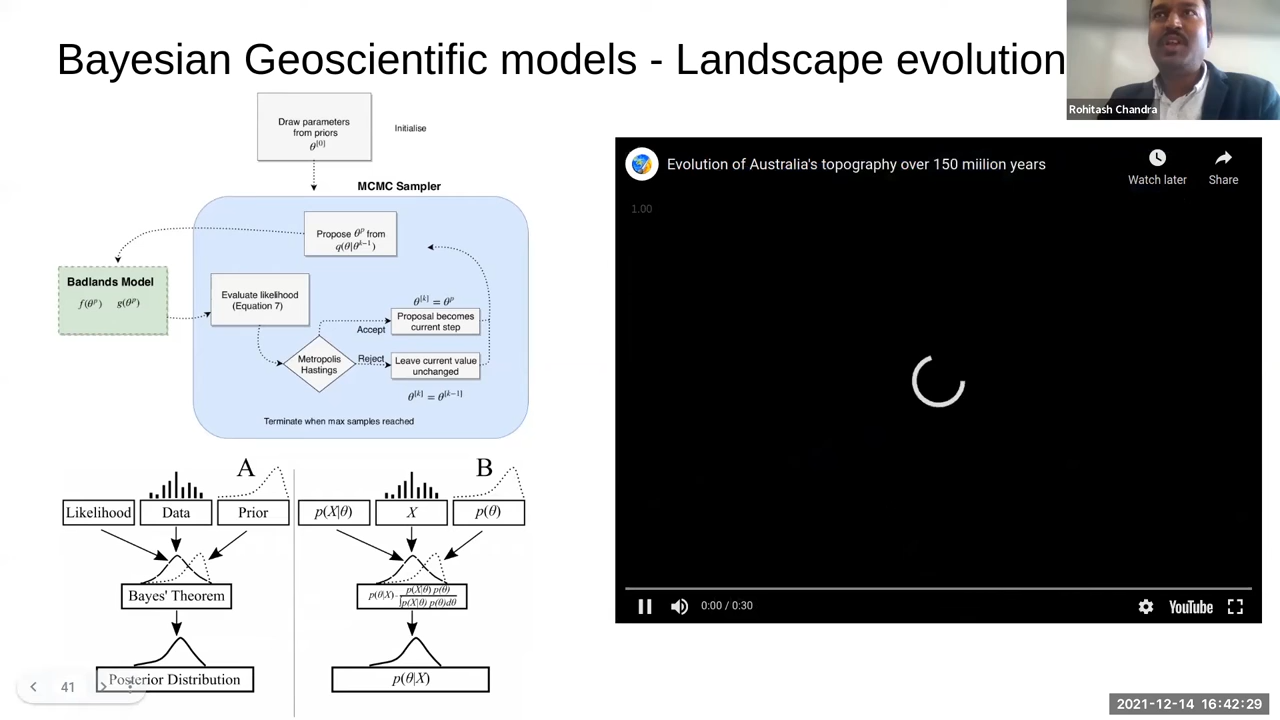 Bayesian Geoscientific models - Landscape evolution
Rohitash Chandra
Draw parameters
from priors
θ^[0]
Initialise
MCMC Sampler
Propose θ^p from
q(θ|θ^k-1)
Badlands Model
f(θ^p) g(θ^p)
Evaluate likelihood
(Equation 7)
Metropolis
Hastings
Accept
Reject
θ^[k] = θ^p
Proposal becomes
current step
Leave current value
unchanged
θ^[k] = θ^[k-1]
Terminate when max samples reached
A
Likelihood
Data
Prior
Bayes' Theorem
Posterior Distribution
B
p(X|θ)
X
p(θ)
p(θ|X)=p(X|θ) p(θ)/∫p(X|θ) p(θ)dθ
p(θ|X)
Evolution of Australia's topography over 150 miilion years
Watch later
Share
1.00
0:00 / 0:30
YouTube
41
2021-12-14 16:42:29